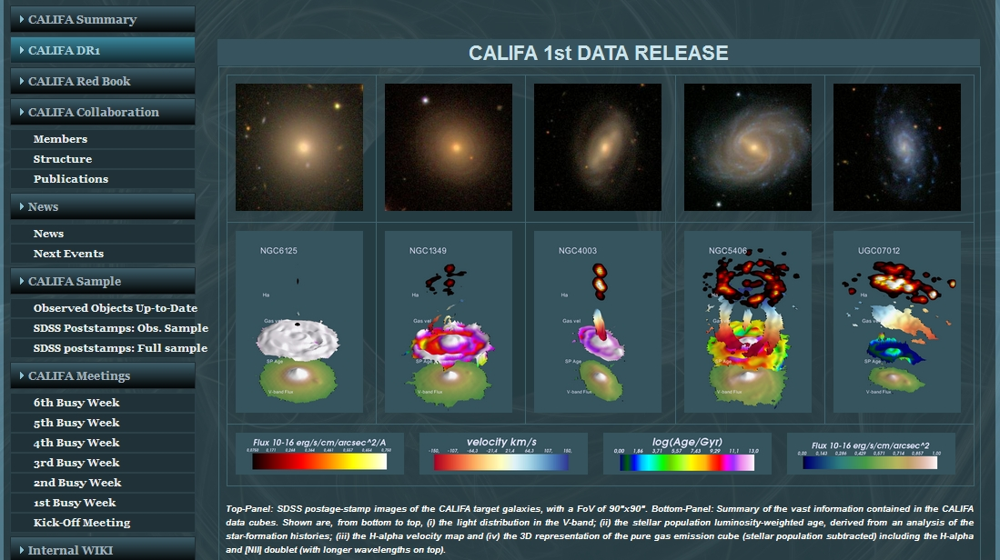 CALIFA Summary
CALIFA DR1
CALIFA Red Book
CALIFA Collaboration
Members
Structure
Publications
News
News
Next Events
CALIFA Sample
Observed Objects Up-to-Date
SDSS Poststamps: Obs. Sample
SDSS poststamps: Full sample
CALIFA Meetings
6th Busy Week
5th Busy Week
4th Busy Week
3rd Busy Week
2nd Busy Week
1st Busy Week
Kick-Off Meeting
Internal WIKI
CALIFA 1st DATA RELEASE
NGC6125
Ha
Gas vel
SP Age
V-band Flux
NGC1349
Ha
Gas vel
SP Age
V-band Flux
NGC4003
Ha
Gas vel
SP Age
V-band Flux
NGC5406
Ha
Gas vel
SP Age
V-band Flux
UGC07012
Ha
Gas vel
SP Age
V-band Flux
Flux 10-16 erg/s/cm/arcsec^2/A
velocity km/s
-150. -107. -64.3 -21.4 21.4 64.3 107. 150.
log(Age/Gyr)
0.00 1.86 3.71 5.57 7.43 9.29 11.1 13.0
Flux 10-16 erg/s/cm/arcsec^2
0.00 0.143 0.286 0.429 0.571 0.714 0.857 1.00
Top-Panel: SDSS postage-stamp images of the CALIFA target galaxies, with a FoV of 90"x90". Bottom-Panel: Summary of the vast information contained in the CALIFA
data cubes. Shown are, from bottom to top, (i) the light distribution in the V-band; (ii) the stellar population luminosity-weighted age, derived from an analysis of the
star-formation histories; (iii) the H-alpha velocity map and (iv) the 3D representation of the pure gas emission cube (stellar population subtracted) including the H-alpha
and [NII] doublet (with longer wavelengths on top).